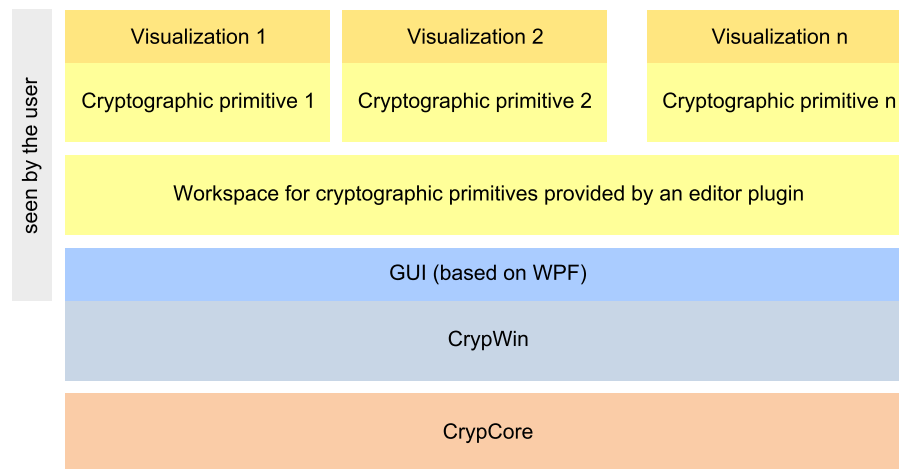 seen by the user
Visualization 1
Visualization 2
Visualization n
Cryptographic primitive 1
Cryptographic primitive 2
Cryptographic primitive n
Workspace for cryptographic primitives provided by an editor plugin
GUI (based on WPF)
CrypWin
CrypCore